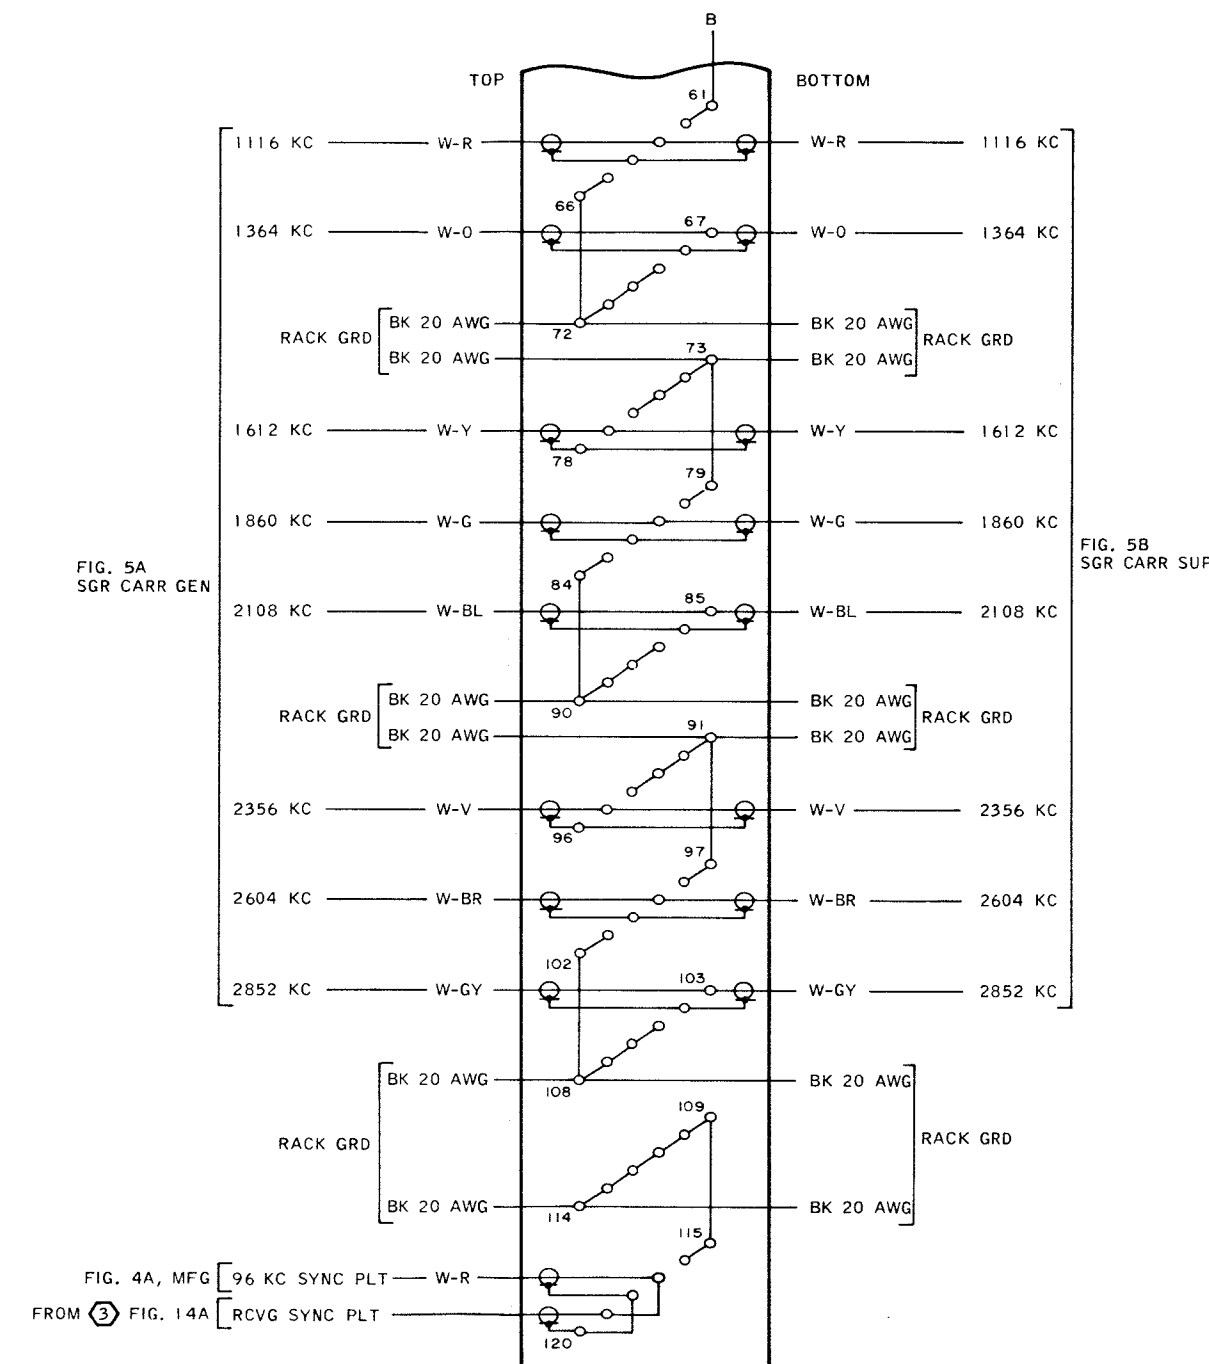 B
TOP
BOTTOM
61
1116 KC W-R W-R 1116 KC
66
67
1364 KC W-O W-O 1364 KC
BK 20 AWG BK 20 AWG
RACK GRD RACK GRD
72
73
BK 20 AWG BK 20 AWG
1612 KC W-Y W-Y 1612 KC
78
79
1860 KC W-G W-G 1860 KC
FIG. 5A
SGR CARR GEN
FIG. 5B
SGR CARR SUP
84
85
2108 KC W-BL W-BL 2108 KC
BK 20 AWG BK 20 AWG
RACK GRD RACK GRD
90
91
BK 20 AWG BK 20 AWG
2356 KC W-V W-V 2356 KC
96
97
2604 KC W-BR W-BR 2604 KC
102
103
2852 KC W-GY W-GY 2852 KC
BK 20 AWG BK 20 AWG
108
109
RACK GRD RACK GRD
BK 20 AWG BK 20 AWG
114
115
FIG. 4A, MFG 96 KC SYNC PLT W-R
FROM 3 FIG. 14A RCVG SYNC PLT
120